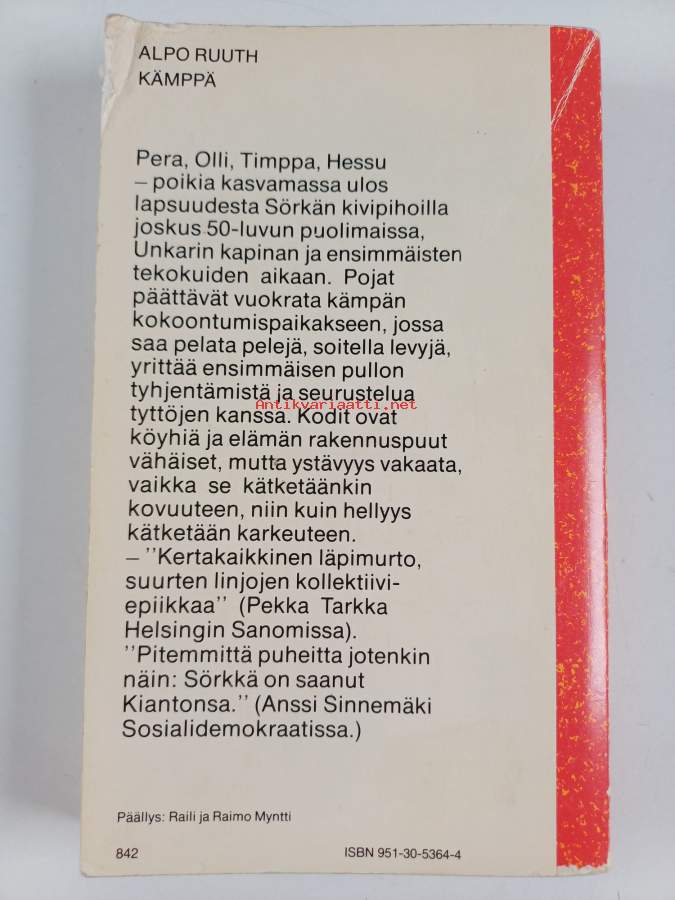 ALPO RUUTH
KÄMPPÄ
Pera, Olli, Timppa, Hessu
– poikia kasvamassa ulos
lapsuudesta Sörkän kivipihoilla
joskus 50-luvun puolimaissa,
Unkarin kapinan ja ensimmäisten
tekokuiden aikaan. Pojat
päättävät vuokrata kämpän
kokoontumispaikakseen, jossa
saa pelata pelejä, soitella levyjä,
yrittää ensimmäisen pullon
tyhjentämistä ja seurustelua
Antikvariaatti.net
tyttöjen kanssa. Kodit ovat
köyhiä ja elämän rakennuspuut
vähäiset, mutta ystävyys vakaata,
vaikka se kätketäänkin
kovuuteen, niin kuin hellyys
kätketään karkeuteen.
– ''Kertakaikkinen läpimurto,
suurten linjojen kollektiivi-
epiikkaa'' (Pekka Tarkka
Helsingin Sanomissa).
''Pitemmittä puheitta jotenkin
näin: Sörkkä on saanut
Kiantonsa.'' (Anssi Sinnemäki
Sosialidemokraatissa.)
Päällys: Raili ja Raimo Myntti
842 ISBN 951-30-5364-4